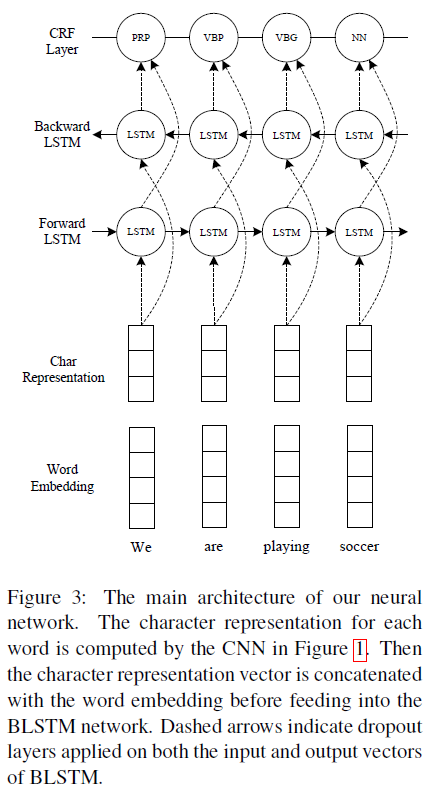 CRF
Layer
PRP VBP VBG NN
Backward
LSTM
LSTM LSTM LSTM LSTM
Forward
LSTM
LSTM LSTM LSTM LSTM
Char
Representation
Word
Embedding
We are playing soccer
Figure 3: The main architecture of our neural
network. The character representation for each
word is computed by the CNN in Figure 1. Then
the character representation vector is concatenated
with the word embedding before feeding into the
BLSTM network. Dashed arrows indicate dropout
layers applied on both the input and output vectors
of BLSTM.